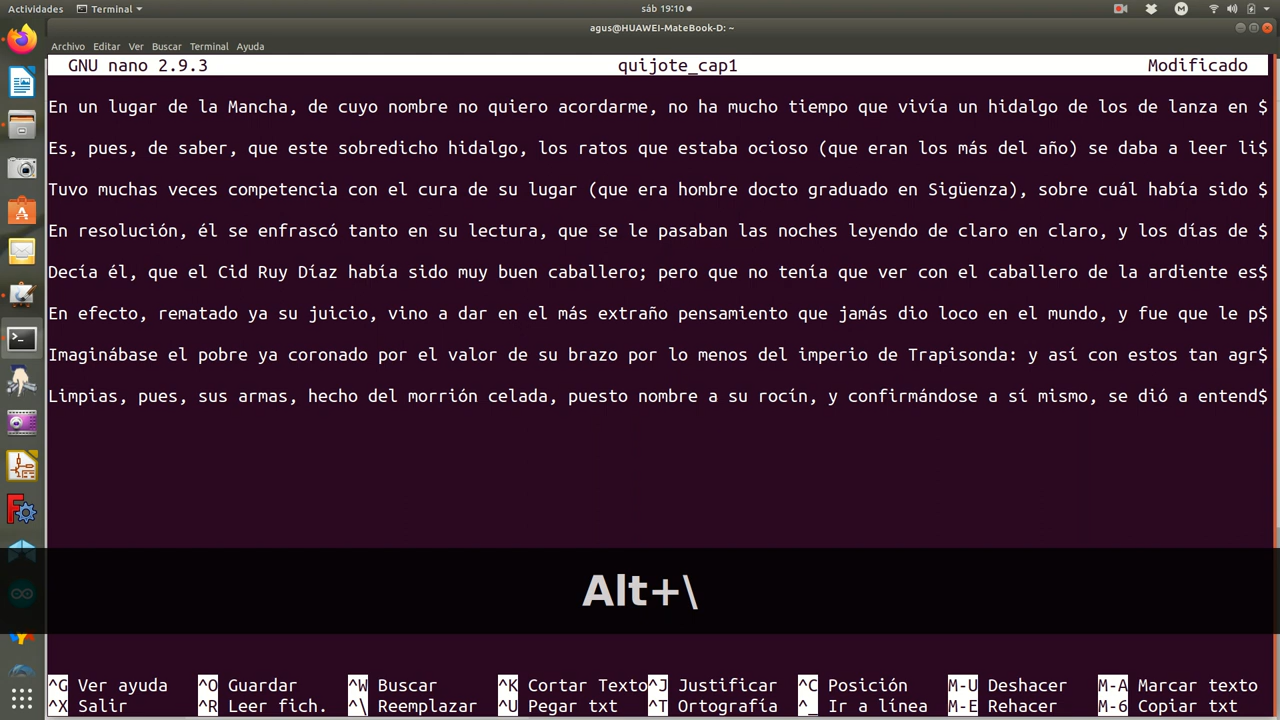 Actividades Terminal sáb 19:10 M
agus@HUAWEI-MateBook-D: ~
Archivo Editar Ver Buscar Terminal Ayuda
GNU nano 2.9.3 quijote_cap1 Modificado
En un lugar de la Mancha, de cuyo nombre no quiero acordarme, no ha mucho tiempo que vivía un hidalgo de los de lanza en $
Es, pues, de saber, que este sobredicho hidalgo, los ratos que estaba ocioso (que eran los más del año) se daba a leer li$
Tuvo muchas veces competencia con el cura de su lugar (que era hombre docto graduado en Sigüenza), sobre cuál había sido $
En resolución, él se enfrascó tanto en su lectura, que se le pasaban las noches leyendo de claro en claro, y los días de $
Decía él, que el Cid Ruy Díaz había sido muy buen caballero; pero que no tenía que ver con el caballero de la ardiente es$
En efecto, rematado ya su juicio, vino a dar en el más extraño pensamiento que jamás dio loco en el mundo, y fue que le p$
Imaginábase el pobre ya coronado por el valor de su brazo por lo menos del imperio de Trapisonda: y así con estos tan agr$
Limpias, pues, sus armas, hecho del morrión celada, puesto nombre a su rocín, y confirmándose a sí mismo, se dió a entend$
Alt+\
^G Ver ayuda ^O Guardar ^W Buscar ^K Cortar Texto ^J Justificar ^C Posición M-U Deshacer M-A Marcar texto
^X Salir ^R Leer fich. ^\ Reemplazar ^U Pegar txt ^T Ortografía ^_ Ir a línea M-E Rehacer M-6 Copiar txt